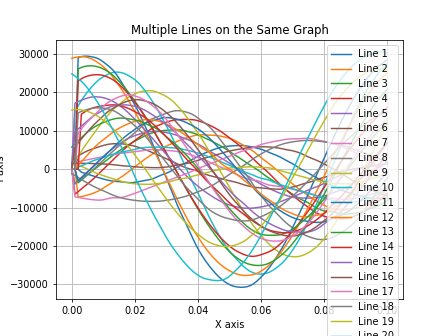 Multiple Lines on the Same Graph
30000
20000
10000
0
−10000
−20000
−30000
0.00
0.02
0.04
0.06
X axis
Line 1
Line 2
Line 3
Line 4
Line 5
Line 6
Line 7
Line 8
Line 9
Line 10
Line 11
Line 12
Line 13
Line 14
Line 15
Line 16
Line 17
Line 18
Line 19
Line 20